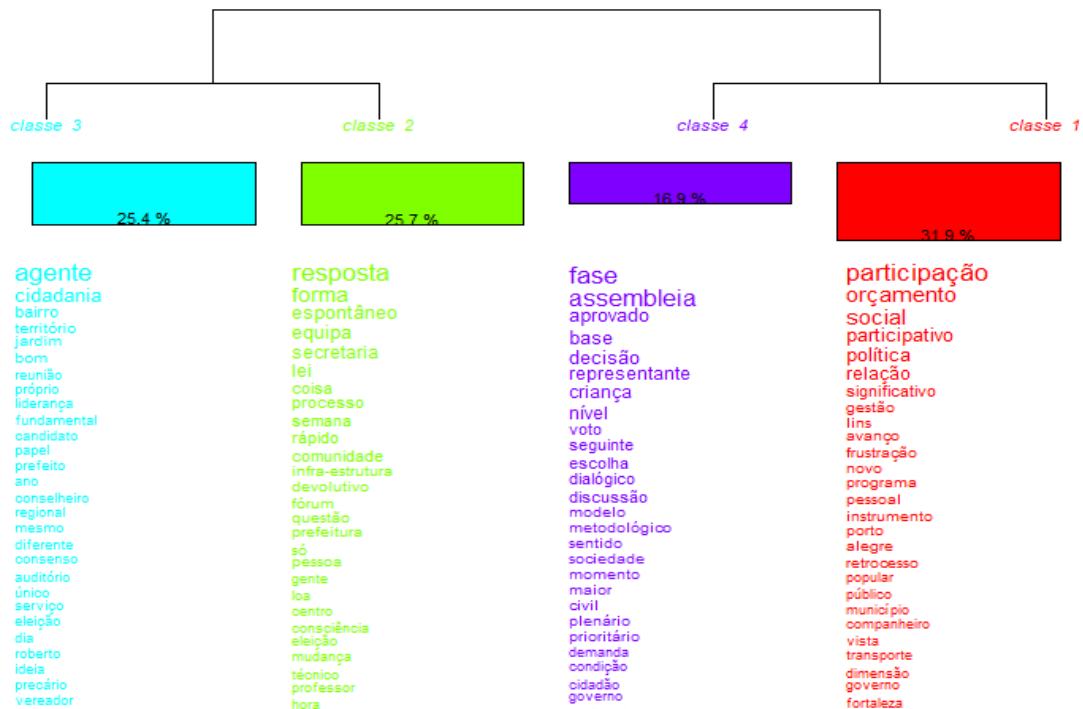 classe 3
classe 2
classe 4
classe 1
25.4 %
25.7 %
16.9 %
31.9 %
agente
cidadania
bairro
território
jardim
bom
reunião
próprio
liderança
fundamental
candidato
papel
prefeito
ano
conselheiro
regional
mesmo
diferente
consenso
auditório
único
serviço
eleição
dia
roberto
ideia
precário
vereador
resposta
forma
espontâneo
equipa
secretaria
lei
coisa
processo
semana
rápido
comunidade
infra-estrutura
devolutivo
fórum
questão
prefeitura
só
pessoa
gente
loa
centro
consciência
eleição
mudança
técnico
professor
hora
fase
assembleia
aprovado
base
decisão
representante
criança
nível
voto
seguinte
escolha
dialógico
discussão
modelo
metodológico
sentido
sociedade
momento
maior
civil
plenário
prioritário
demanda
condição
cidadão
governo
participação
orçamento
social
participativo
política
relação
significativo
gestão
lins
avanço
frustração
novo
programa
pessoal
instrumento
porto
alegre
retrocesso
popular
público
município
companheiro
vista
transporte
dimensão
governo
fortaleza